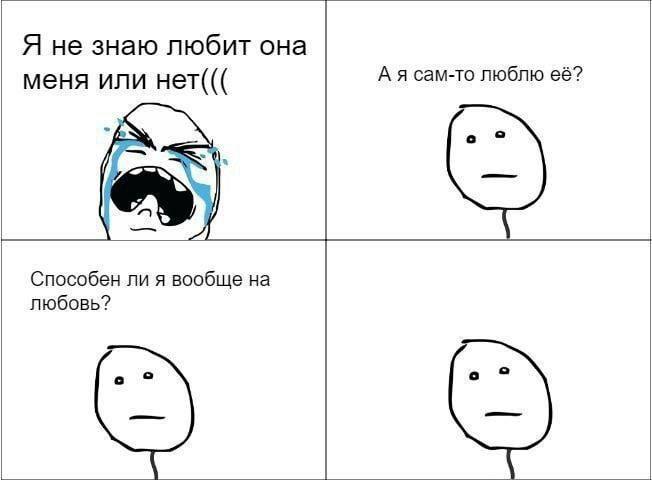 Я не знаю любит она
меня или нет(((
А я сам-то люблю её?
Способен ли я вообще на
любовь?